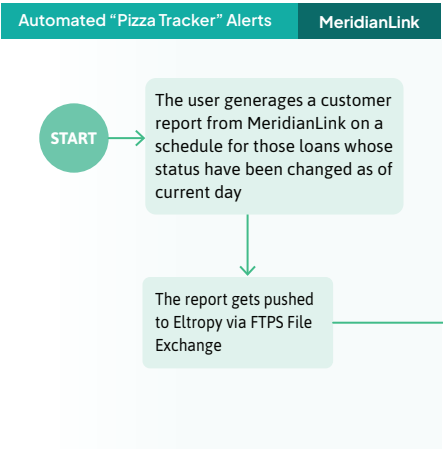 Automated “Pizza Tracker” Alerts
MeridianLink
START
The user generages a customer
report from MeridianLink on a
schedule for those loans whose
status have been changed as of
current day
The report gets pushed
to Eltropy via FTPS File
Exchange